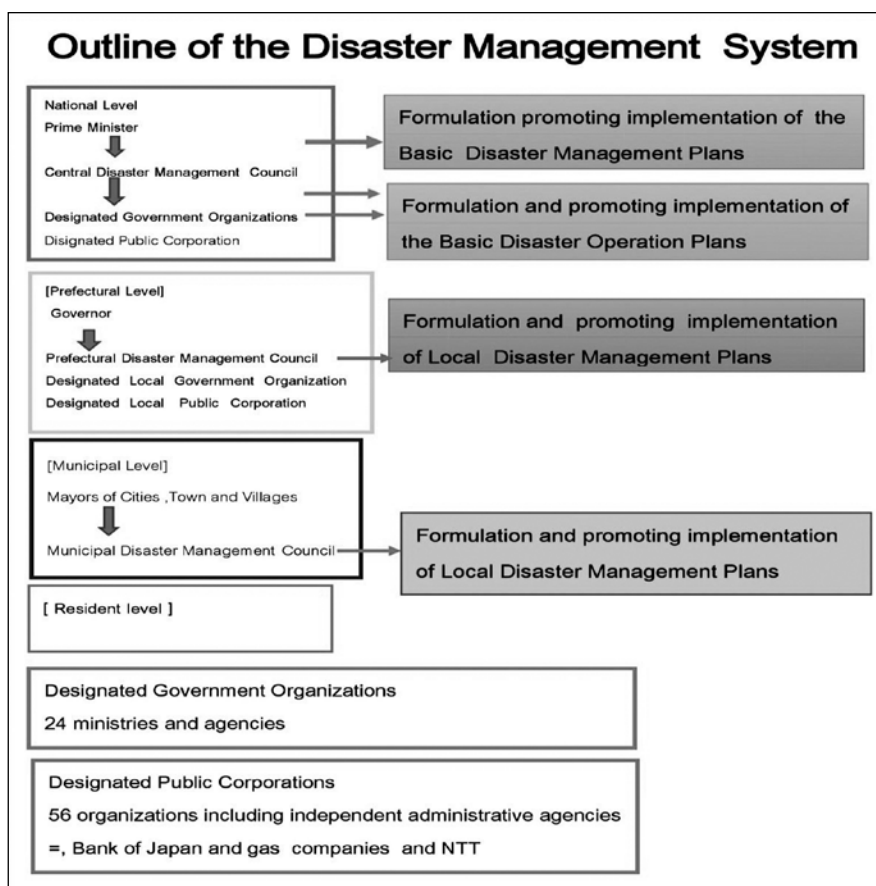 Outline of the Disaster Management System
National Level
Prime Minister
Central Disaster Management Council
Designated Government Organizations
Disignated Public Corporation
Formulation promoting implementation of the
Basic Disaster Management Plans
Formulation and promoting implementation of
the Basic Disaster Operation Plans
[Prefectural Level]
Governor
Prefectural Disaster Management Council
Designated Local Government Organization
Designated Local Public Corporation
Formulation and promoting implementation
of Local Disaster Management Plans
[Municipal Level]
Mayors of Cities ,Town and Villages
Municipal Disaster Management Council
Formulation and promoting implementation
of Local Disaster Management Plans
[ Resident level ]
Designated Government Organizations
24 ministries and agencies
Designated Public Corporations
56 organizations including independent administrative agencies
=, Bank of Japan and gas companies and NTT